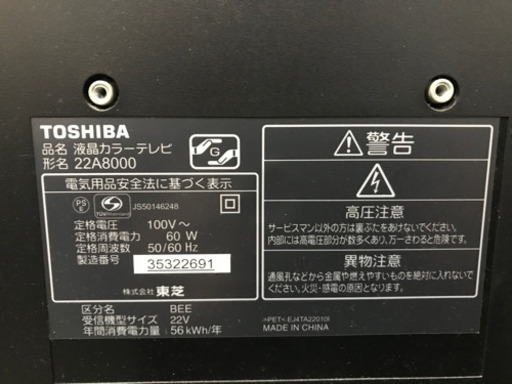 TOSHIBA
品名 液晶カラーテレビ
形名 22A8000
G
電気用品安全法に基づく表示
PS
E
JS50146248
定格電圧 100V～
定格消費電力 60 W
定格周波数 50/60 Hz
製造番号 35322691
株式会社 東芝
区分名 BEE
受信機型サイズ 22V
年間消費電力量 56 kWh/年
警告
高圧注意
サービスマン以外の方は裏ぶたをあけないでください。
内部には高電圧部分が数多くあり、万一さわると危険です。
異物注意
通風孔などから金属や燃えやすいものを絶対に入れないで
ください。火災・感電の原因となります。
>PET<-EJ4TA22010I
MADE IN CHINA